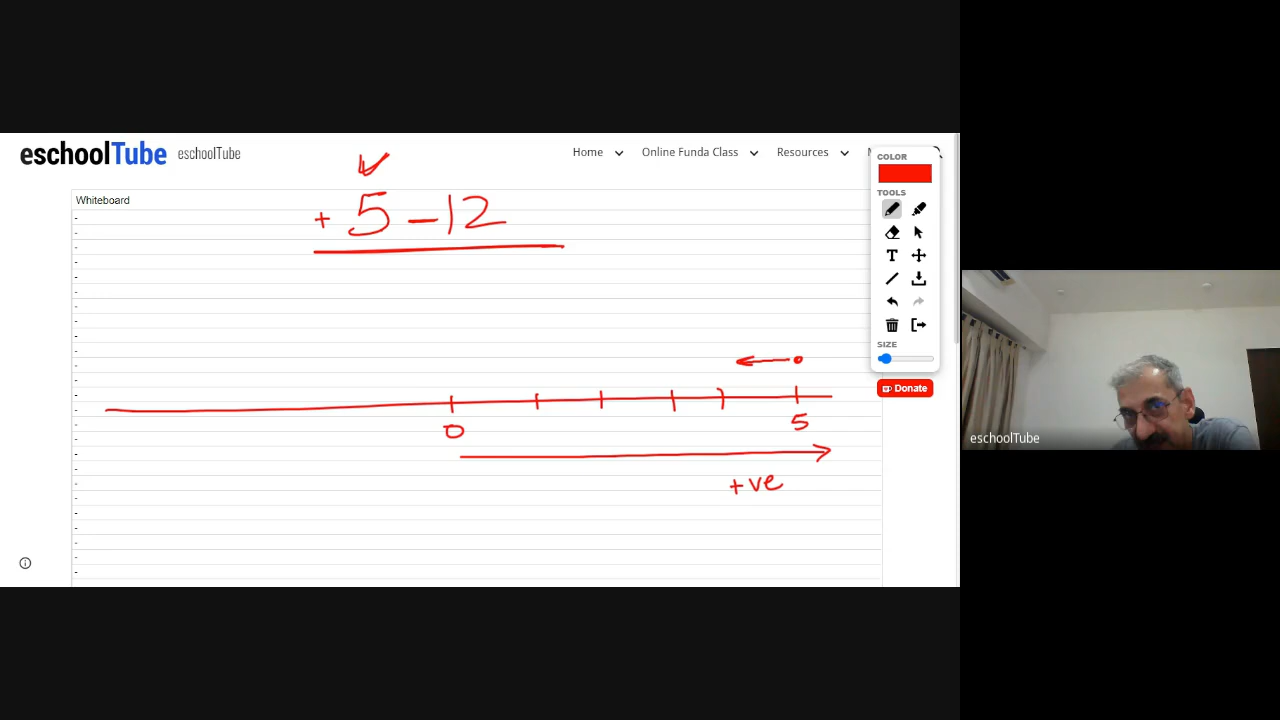 eschoolTube eschoolTube Home Online Funda Class Resources M
COLOR
TOOLS
Whiteboard
+ 5 - 12
T
SIZE
Donate
0 5
+ve
eschoolTube